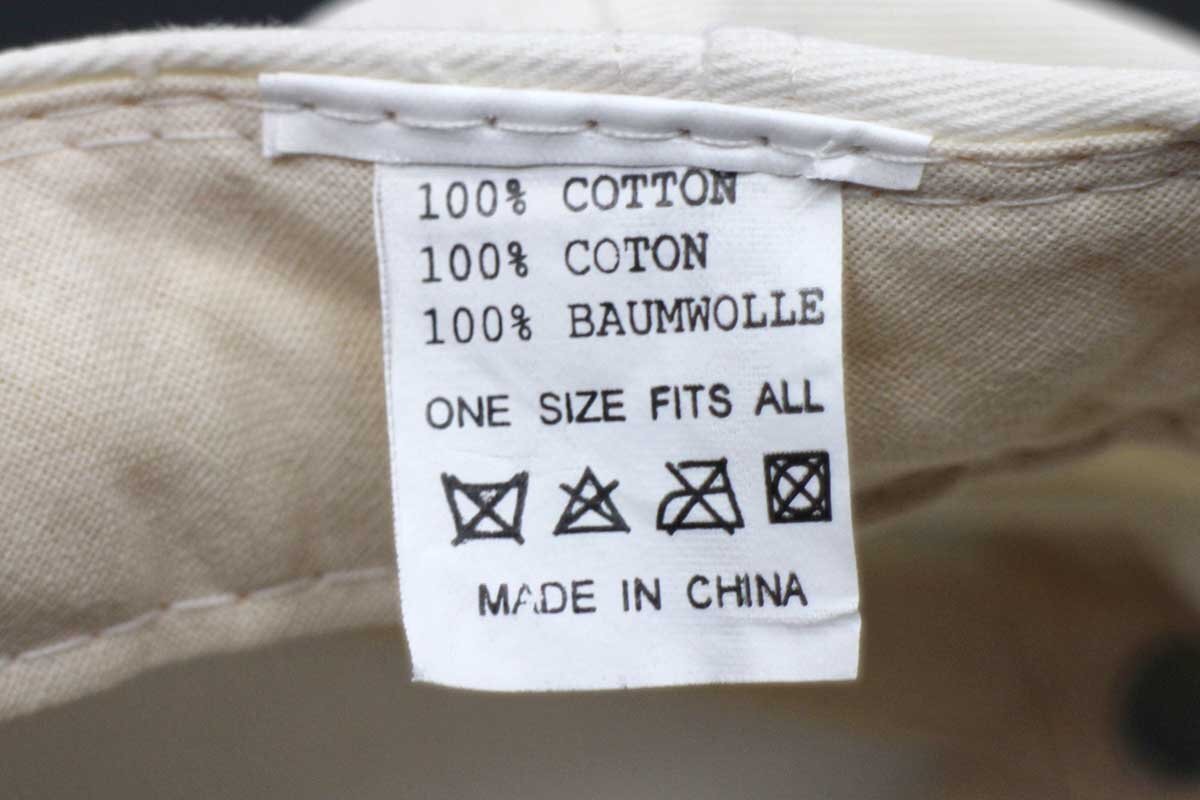 100% COTTON
100% COTON
100% BAUMWOLLE
ONE SIZE FITS ALL
MADE IN CHINA